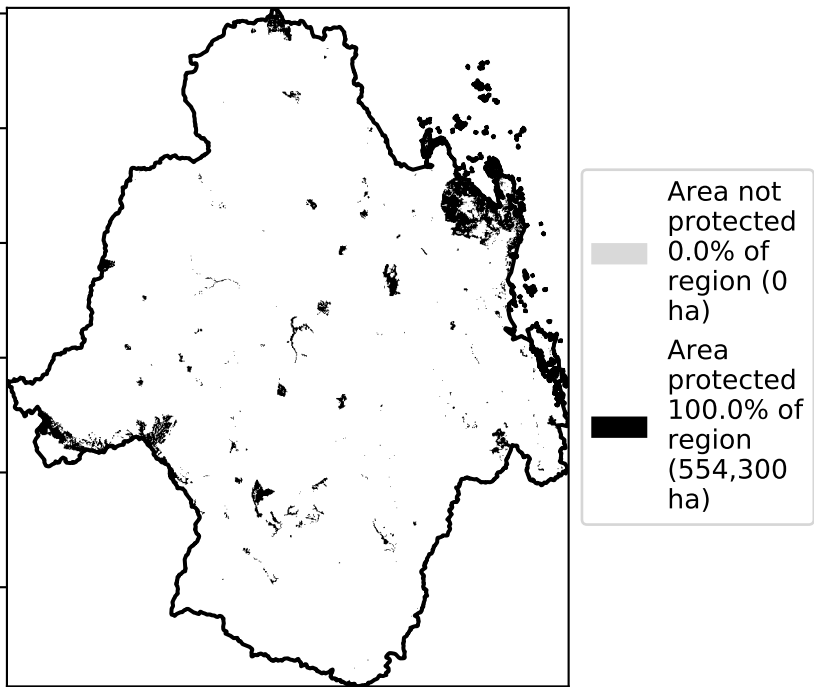 Area not
protected
0.0% of
region (0
ha)
Area
protected
100.0% of
region
(554,300
ha)